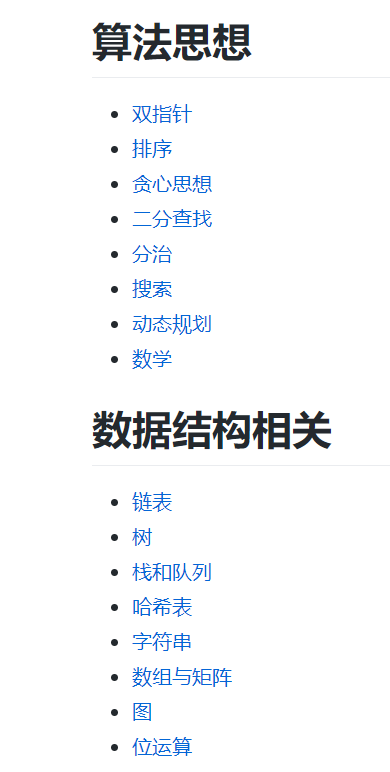 算法思想
双指针
排序
贪心思想
二分查找
分治
搜索
动态规划
数学
数据结构相关
链表
树
栈和队列
哈希表
字符串
数组与矩阵
图
位运算